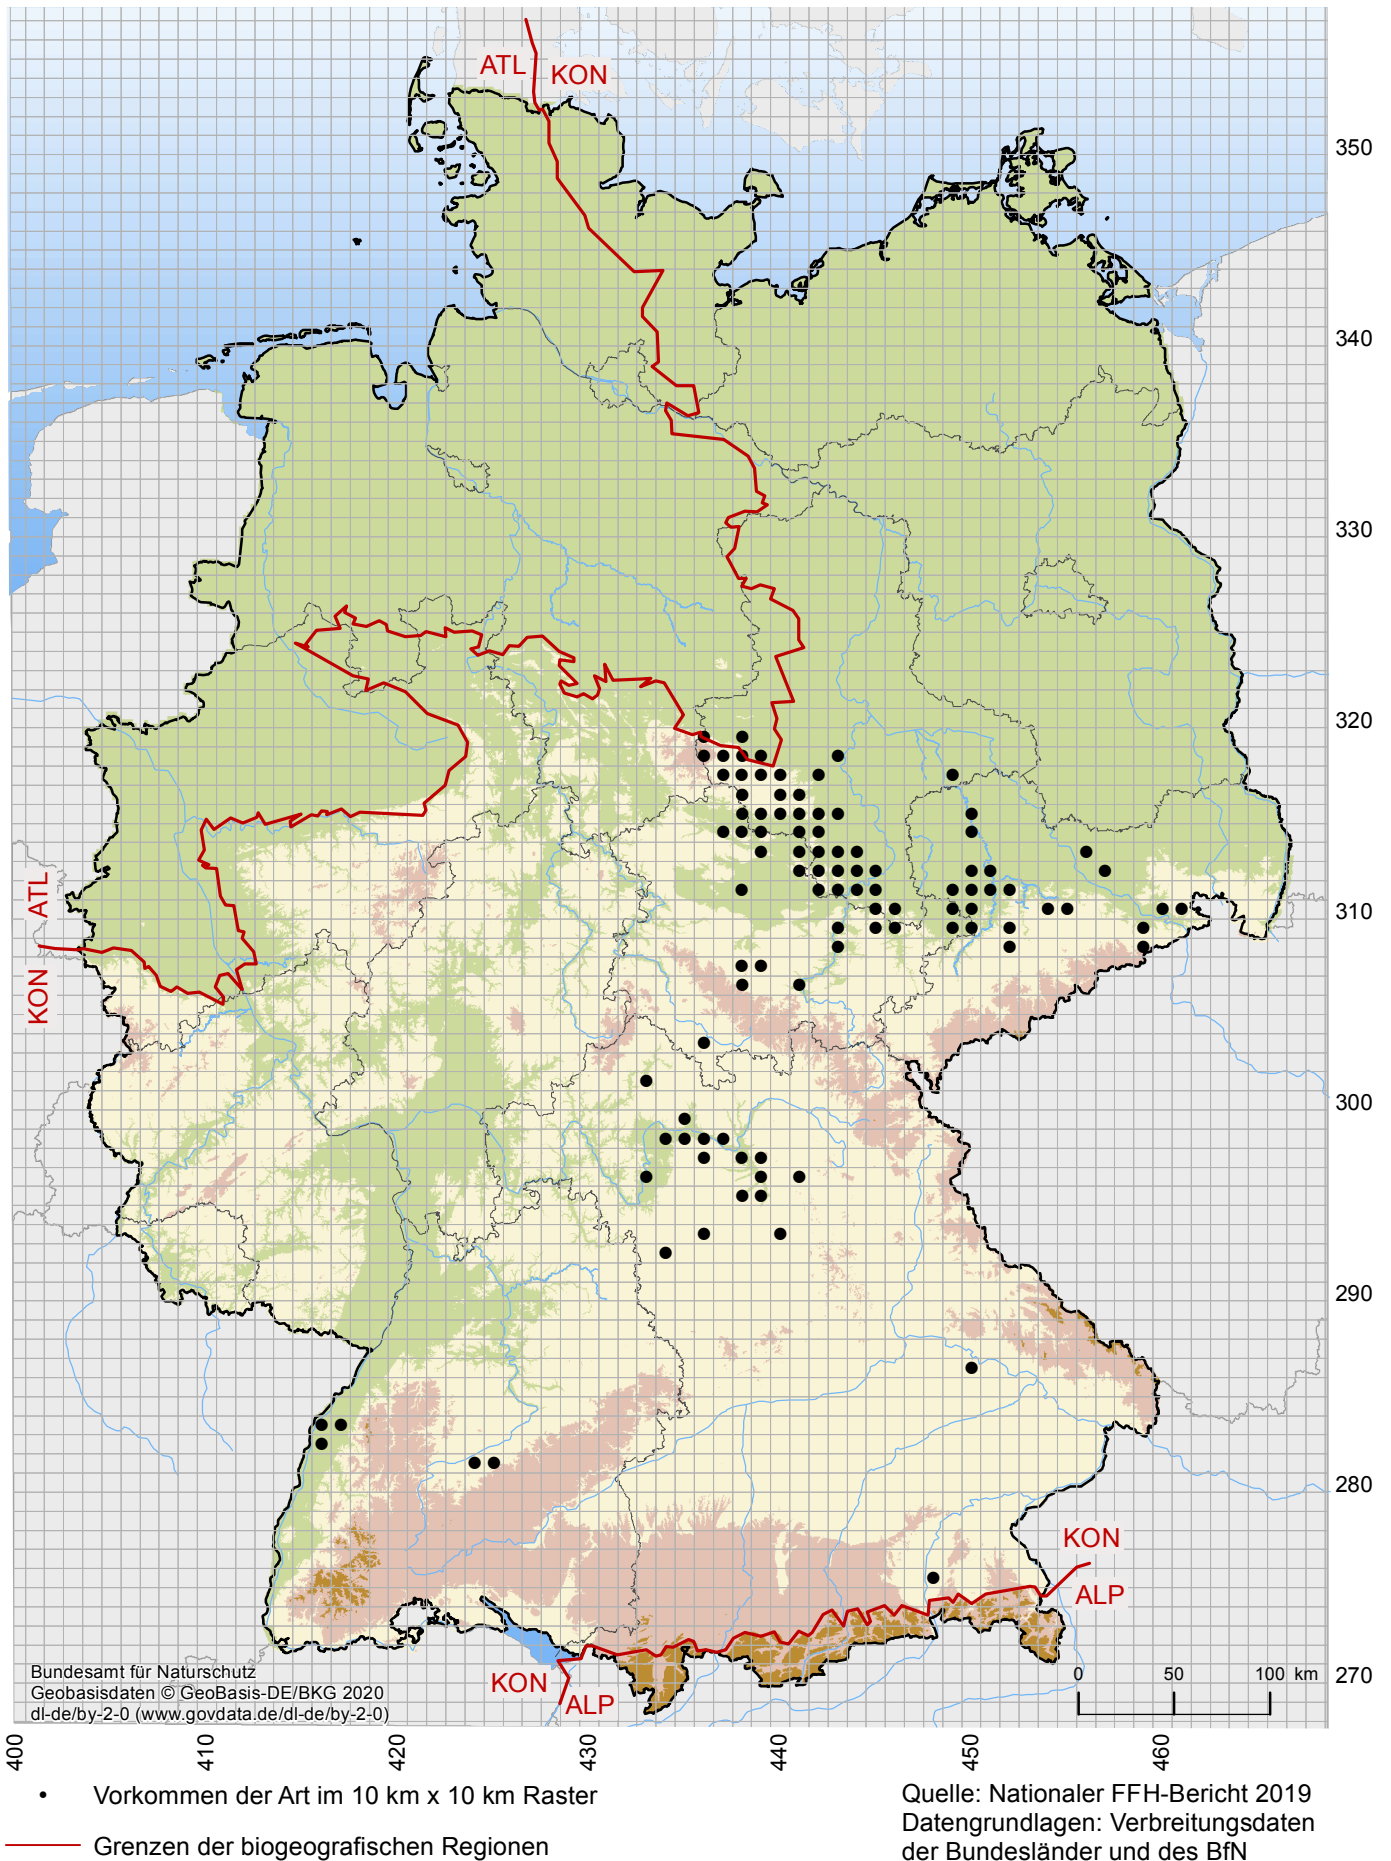 ATL
KON
350
340
330
320
310
300
290
280
270
ATL
KON
KON
ALP
KON
ALP
0 50 100 km
Bundesamt für Naturschutz
Geobasisdaten © GeoBasis-DE/BKG 2020
dl-de/by-2-0 (www.govdata.de/dl-de/by-2-0)
400 410 420 430 440 450 460
• Vorkommen der Art im 10 km x 10 km Raster
Grenzen der biogeografischen Regionen
Quelle: Nationaler FFH-Bericht 2019
Datengrundlagen: Verbreitungsdaten
der Bundesländer und des BfN